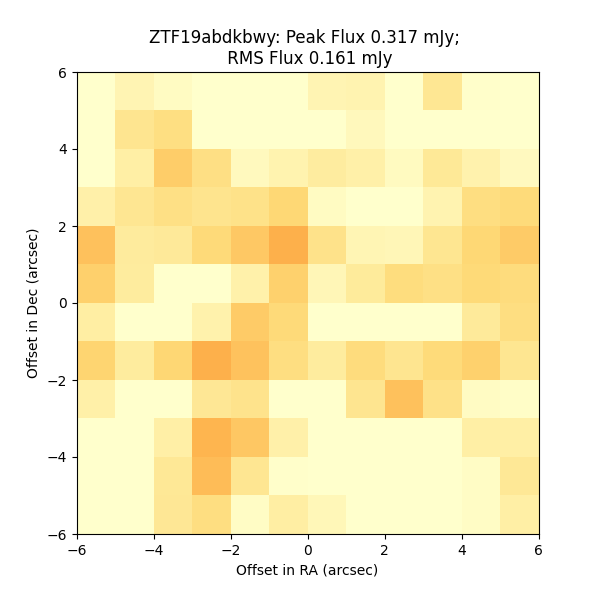 ZTF19abdkbwy: Peak Flux 0.317 mJy;
RMS Flux 0.161 mJy
6
4
2
0
−2
−4
−6
Offset in Dec (arcsec)
−6 −4 −2 0 2 4 6
Offset in RA (arcsec)